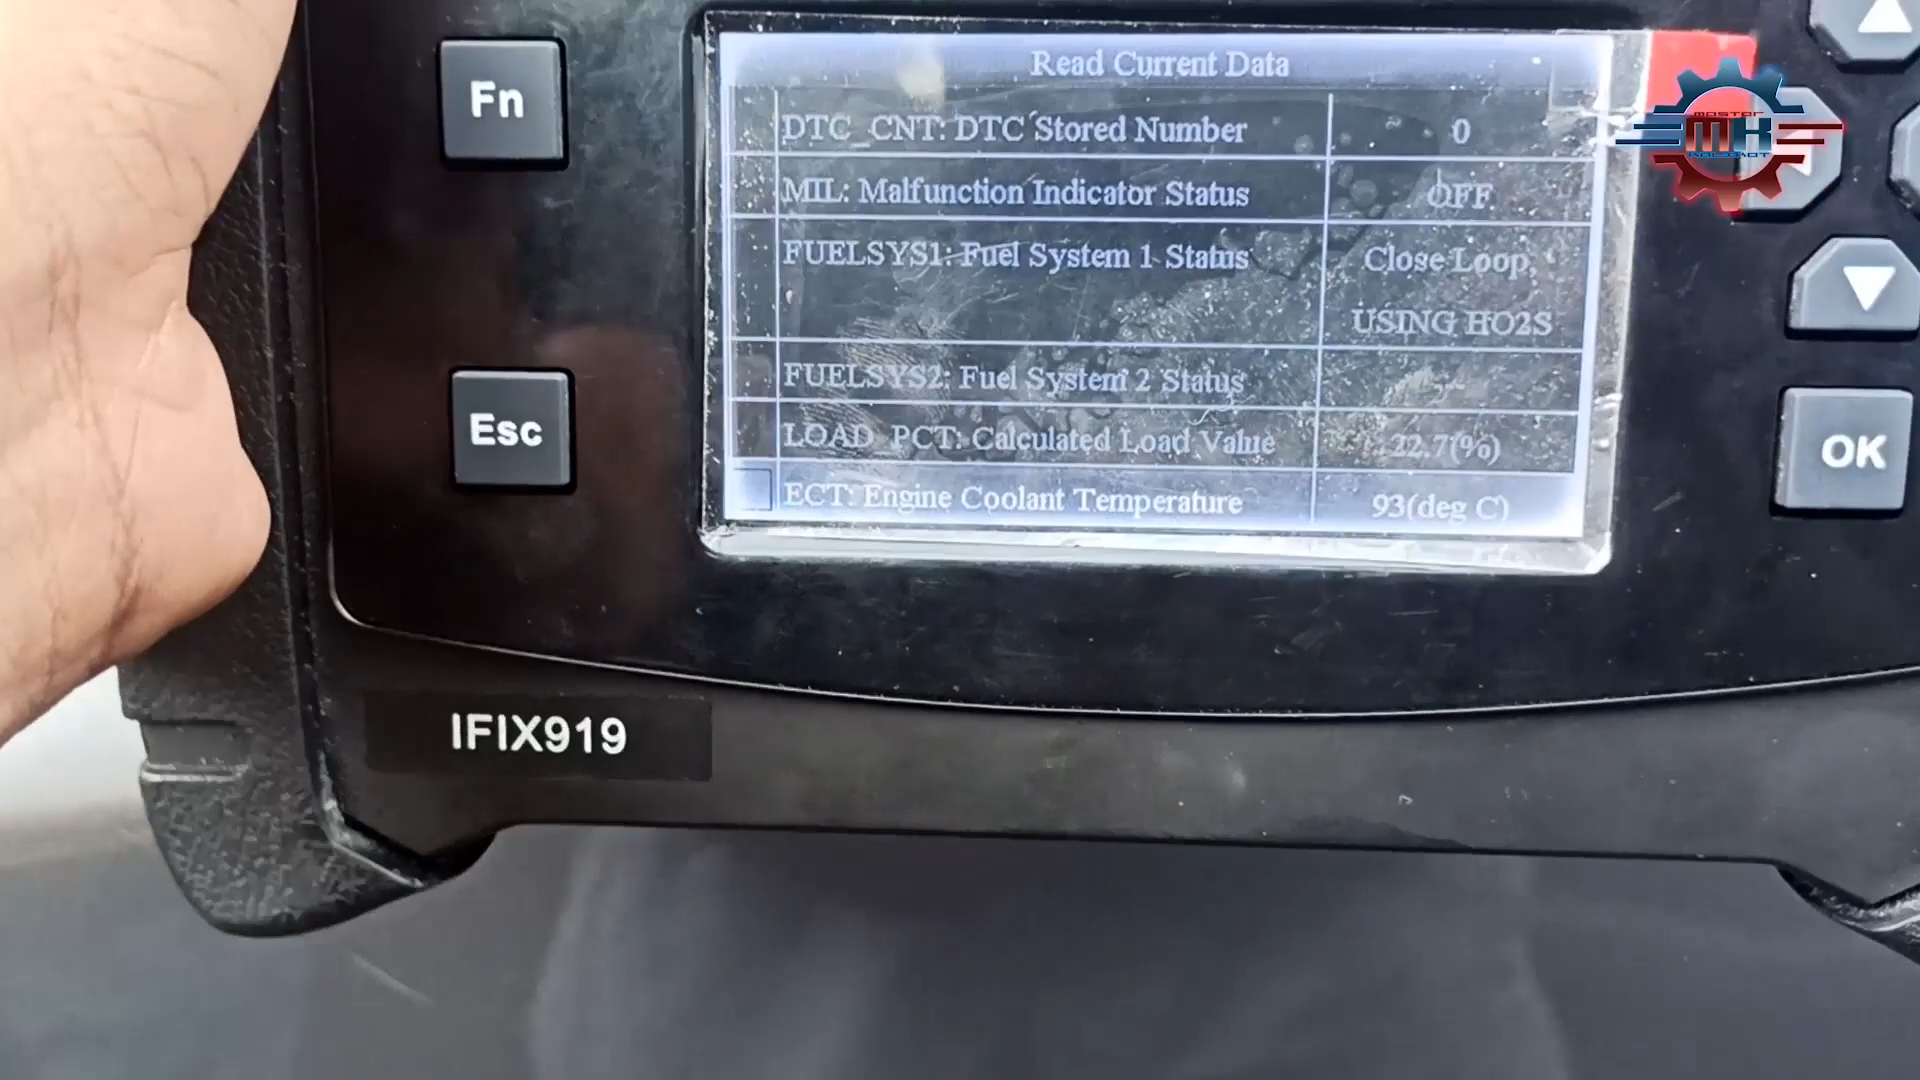 Fn
Esc
Read Current Data
DTC_CNT: DTC Stored Number 0
MIL: Malfunction Indicator Status OFF
FUELSYS1: Fuel System 1 Status Close Loop,
USING HO2S
FUELSYS2: Fuel System 2 Status ---
LOAD_PCT: Calculated Load Value 22.7(%)
ECT: Engine Coolant Temperature 93(deg C)
OK
IFIX919
MASTER
MK